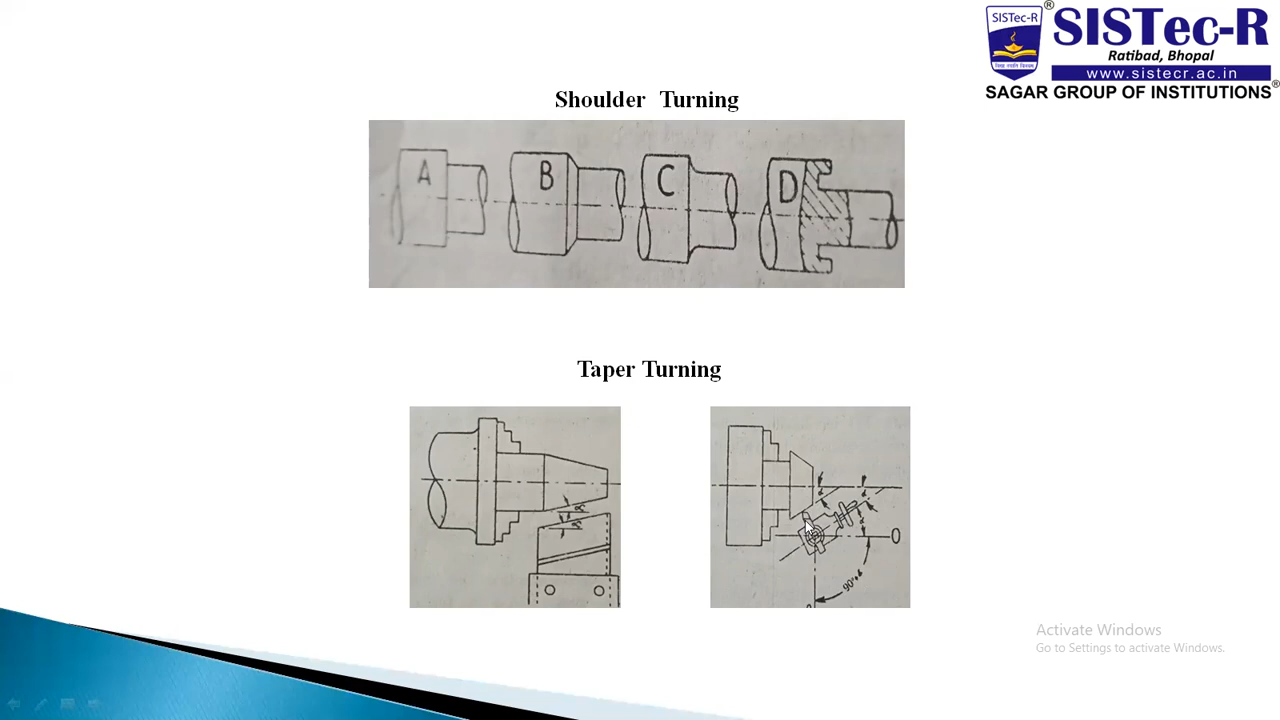 SISTec-R
®
SISTec-R
Ratibad, Bhopal
www.sistecr.ac.in
SAGAR GROUP OF INSTITUTIONS®
Shoulder Turning
A B C D
Taper Turning
α
α
α
α
α
0
Activate Windows
Go to Settings to activate Windows.